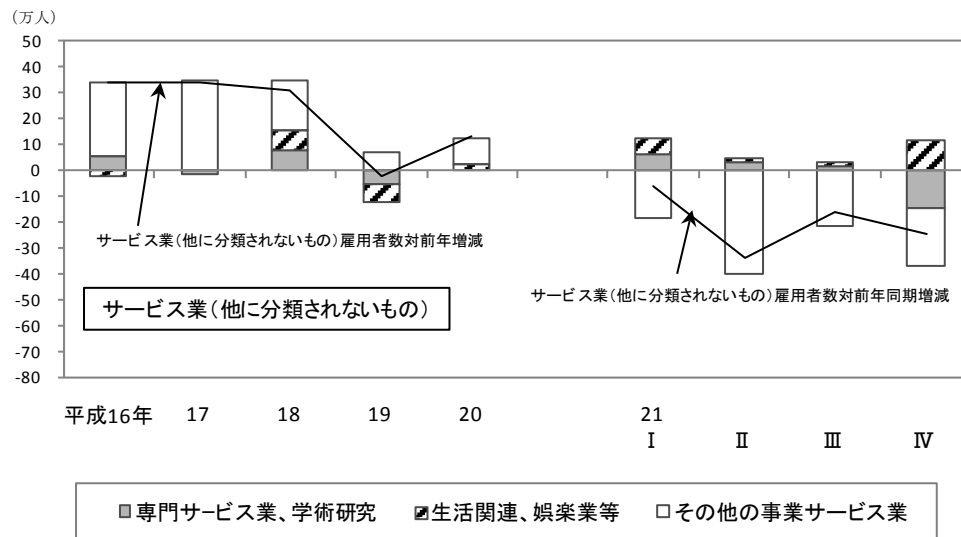 (万人)
50
40
30
20
10
0
-10
-20
-30
-40
-50
-60
-70
-80
サービス業(他に分類されないもの)雇用者数対前年増減
サービス業(他に分類されないもの)雇用者数対前年同期増減
サービス業(他に分類されないもの)
平成16年 17 18 19 20 21
Ⅰ Ⅱ Ⅲ Ⅳ
専門サービス業、学術研究 生活関連、娯楽業等 その他の事業サービス業